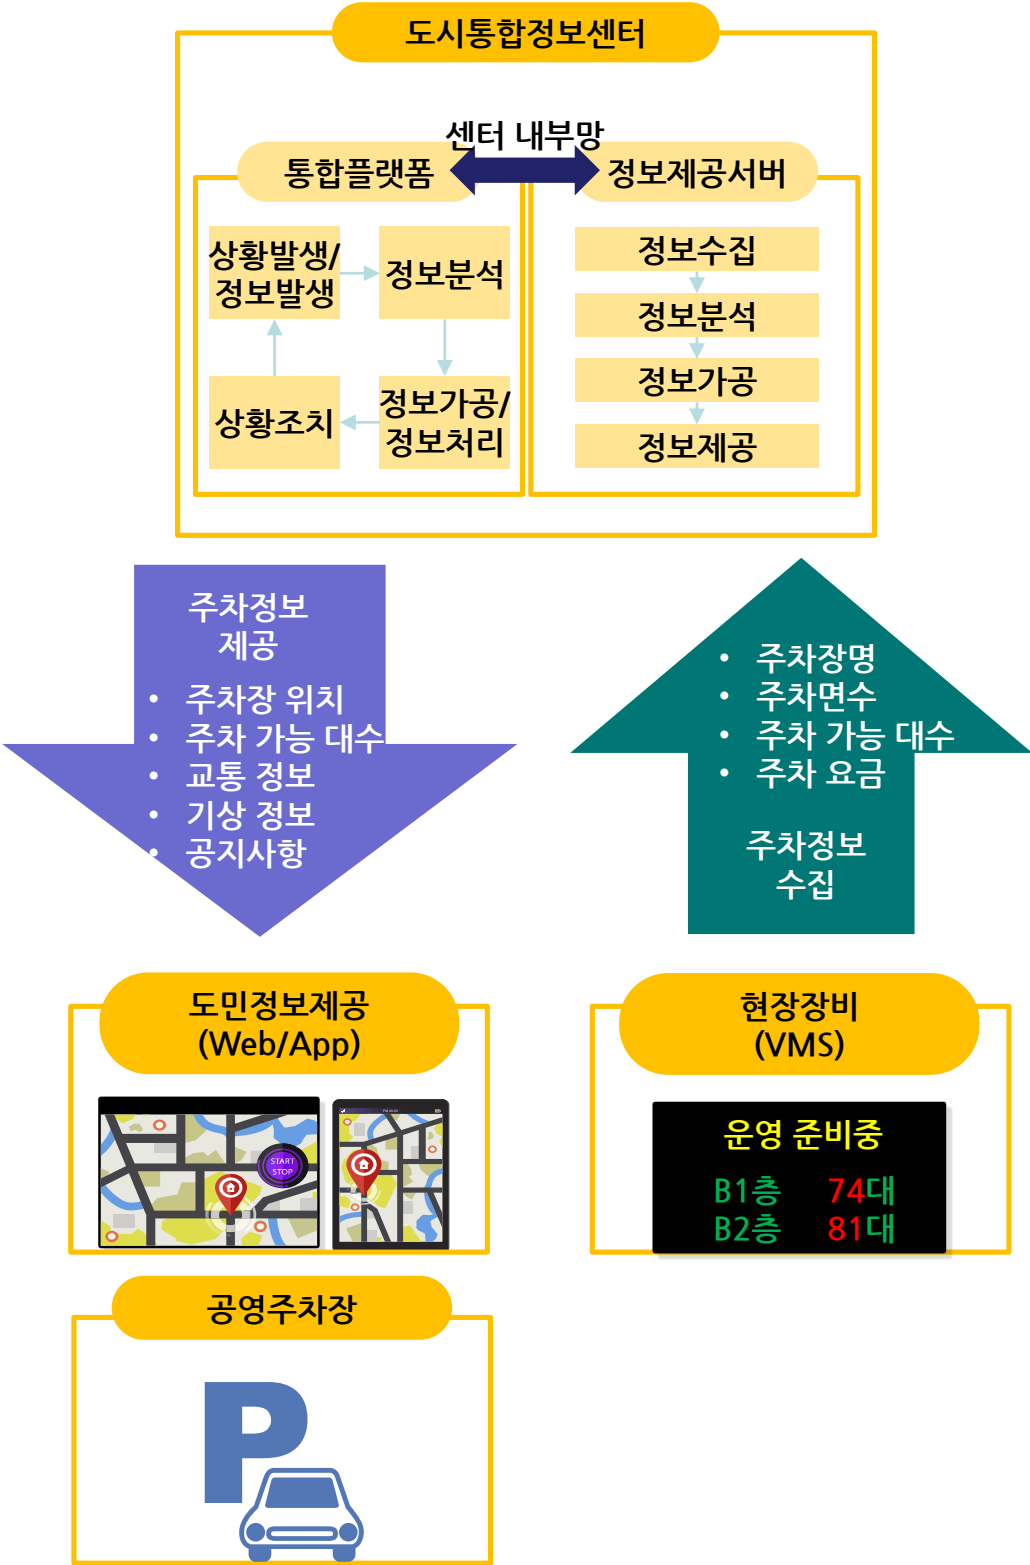 도시통합정보센터
센터 내부망
통합플랫폼
정보제공서버
상황발생/
정보발생
정보분석
정보가공/
정보처리
상황조치
정보수집
정보분석
정보가공
정보제공
주차정보
제공
• 주차장 위치
• 주차 가능 대수
• 교통 정보
• 기상 정보
• 공지사항
• 주차장명
• 주차면수
• 주차 가능 대수
• 주차 요금
주차정보
수집
도민정보제공
(Web/App)
START
STOP
현장장비
(VMS)
운영 준비중
B1층 74대
B2층 81대
공영주차장
P